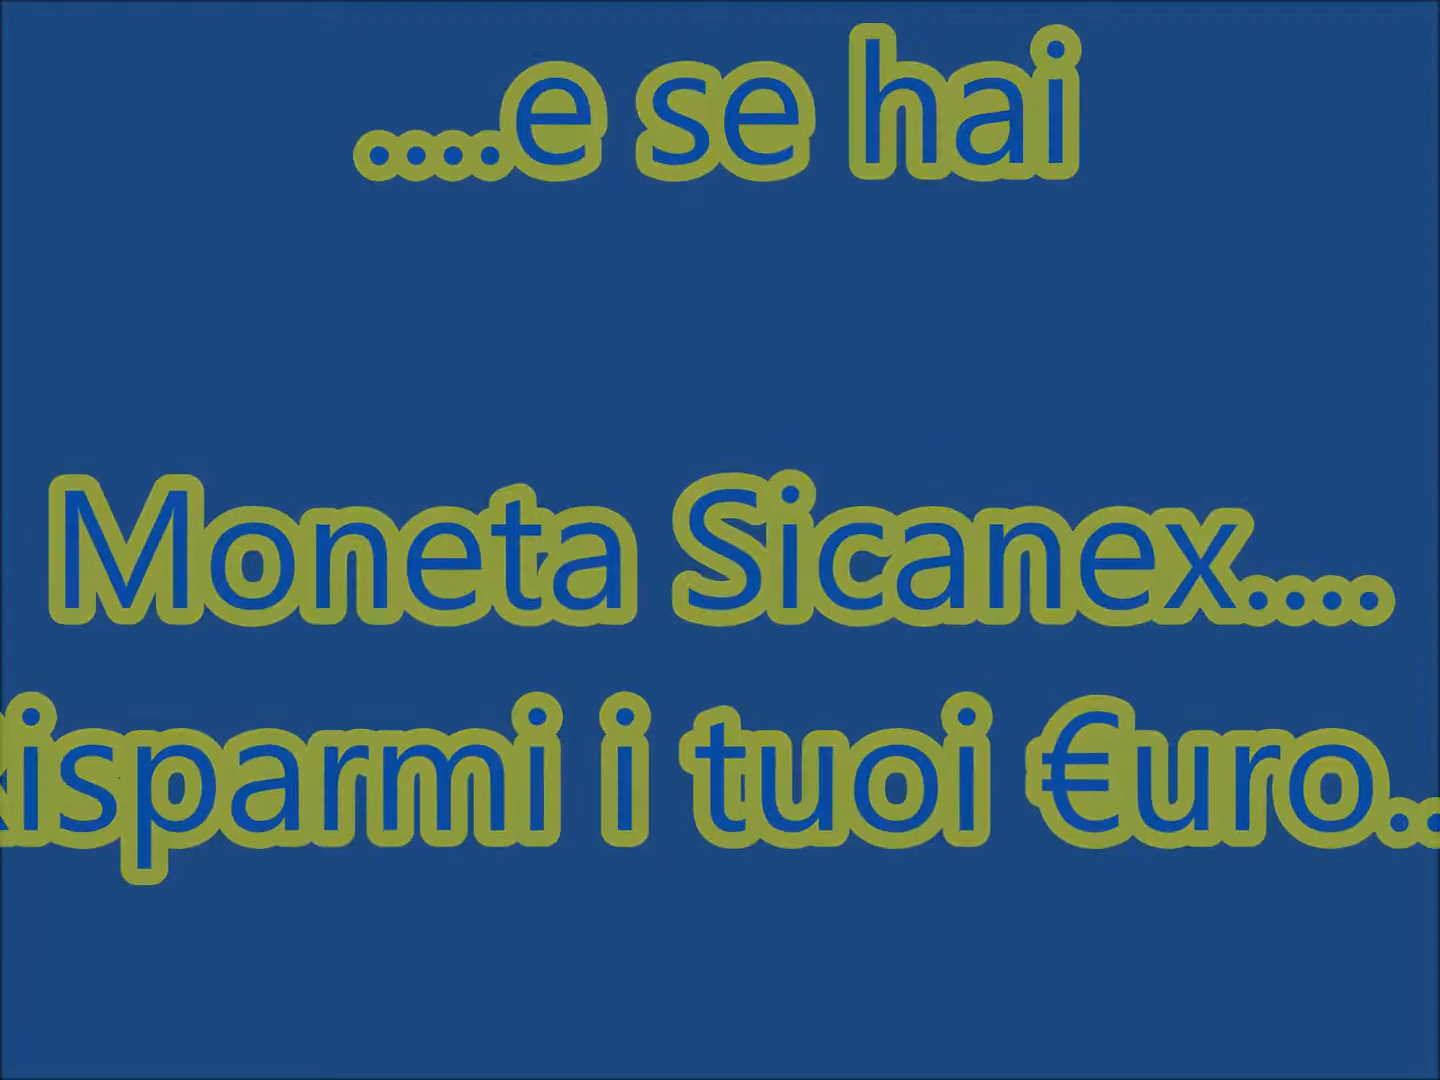 ....e se hai
Moneta Sicanex....
Risparmi i tuoi €uro..